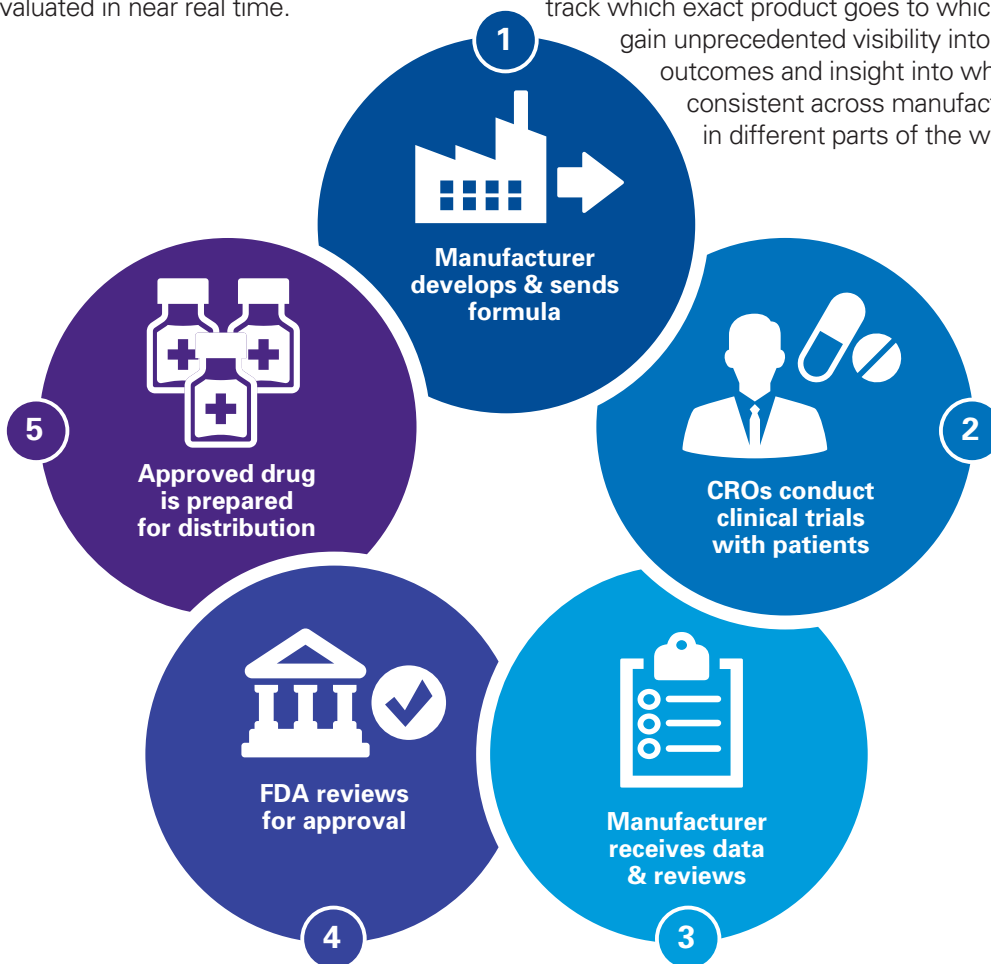 valuated in near real time.
track which exact product goes to whic
gain unprecedented visibility into
outcomes and insight into wh
consistent across manufact
in different parts of the w
1
Manufacturer
develops & sends
formula
2
CROs conduct
clinical trials
with patients
3
Manufacturer
receives data
& reviews
4
FDA reviews
for approval
5
Approved drug
is prepared
for distribution